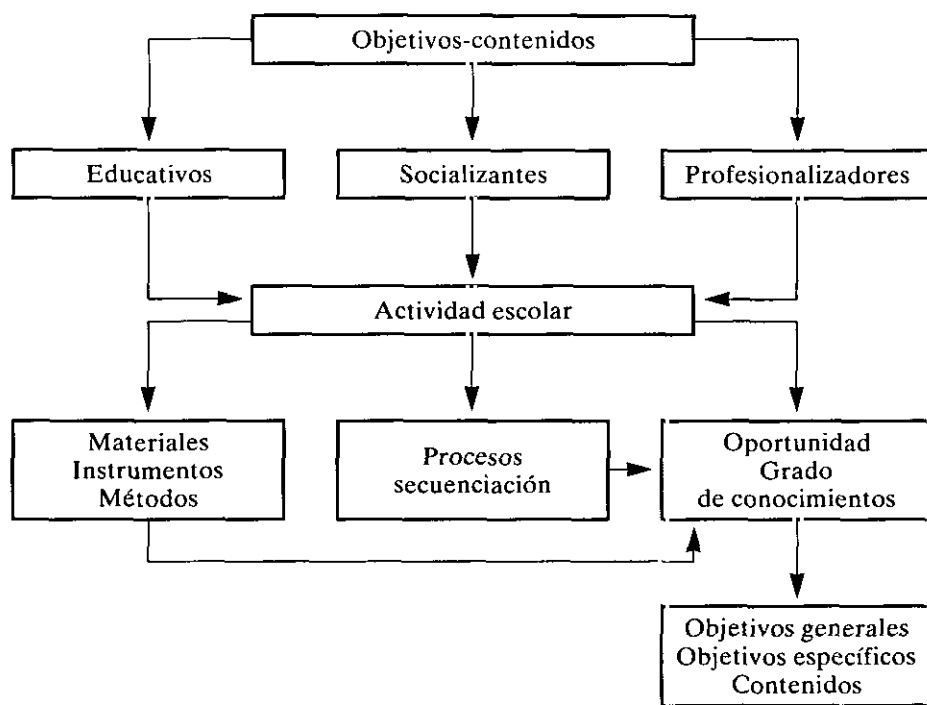 Objetivos-contenidos
Educativos
Socializantes
Profesionalizadores
Actividad escolar
Materiales
Instrumentos
Métodos
Procesos
secuenciación
Oportunidad
Grado
de conocimientos
Objetivos generales
Objetivos específicos
Contenidos